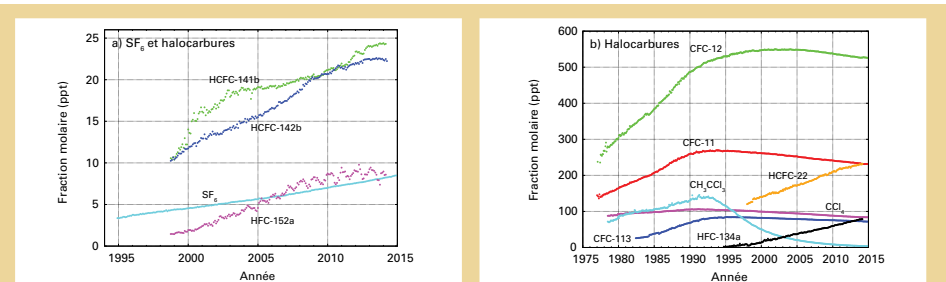 a) SF6 et halocarbures
Fraction molaire (ppt)
25
20
15
10
5
0
HCFC-141b
HCFC-142b
SF6
HFC-152a
1995
2000
2005
2010
2015
Année
b) Halocarbures
Fraction molaire (ppt)
600
500
400
300
200
100
0
CFC-12
CFC-11
HCFC-22
CH3CCl3
CCl4
CFC-113
HFC-134a
1975
1980
1985
1990
1995
2000
2005
2010
2015
Année